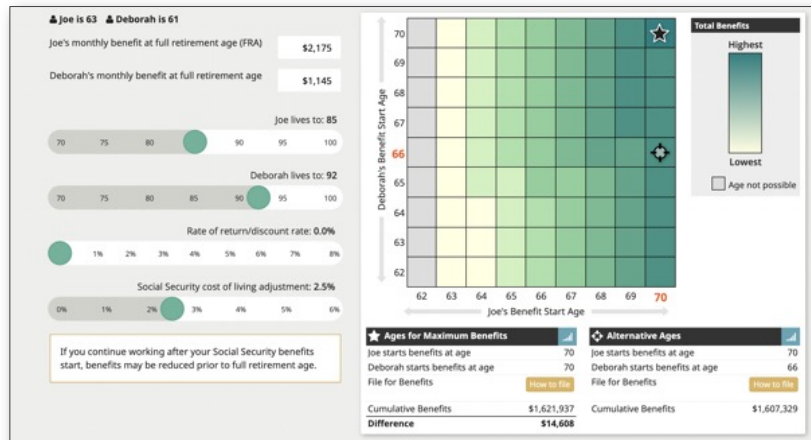 Joe is 63 Deborah is 61
Joe's monthly benefit at full retirement age (FRA)
$2,175
Deborah's monthly benefit at full retirement age
$1,145
Joe lives to: 85
70 75 80 90 95 100
Deborah lives to: 92
70 75 80 85 90 95 100
Rate of return/discount rate: 0.0%
1% 2% 3% 4% 5% 6% 7% 8%
Social Security cost of living adjustment: 2.5%
0% 1% 2% 3% 4% 5% 6%
If you continue working after your Social Security benefits
start, benefits may be reduced prior to full retirement age.
Deborah's Benefit Start Age
70
69
68
67
66
65
64
63
62
62 63 64 65 66 67 68 69 70
Joe's Benefit Start Age
Total Benefits
Highest
Lowest
Age not possible
Ages for Maximum Benefits
Joe starts benefits at age 70
Deborah starts benefits at age 70
File for Benefits How to file
Cumulative Benefits $1,621,937
Difference $14,608
Alternative Ages
Joe starts benefits at age 70
Deborah starts benefits at age 66
File for Benefits How to file
Cumulative Benefits $1,607,329